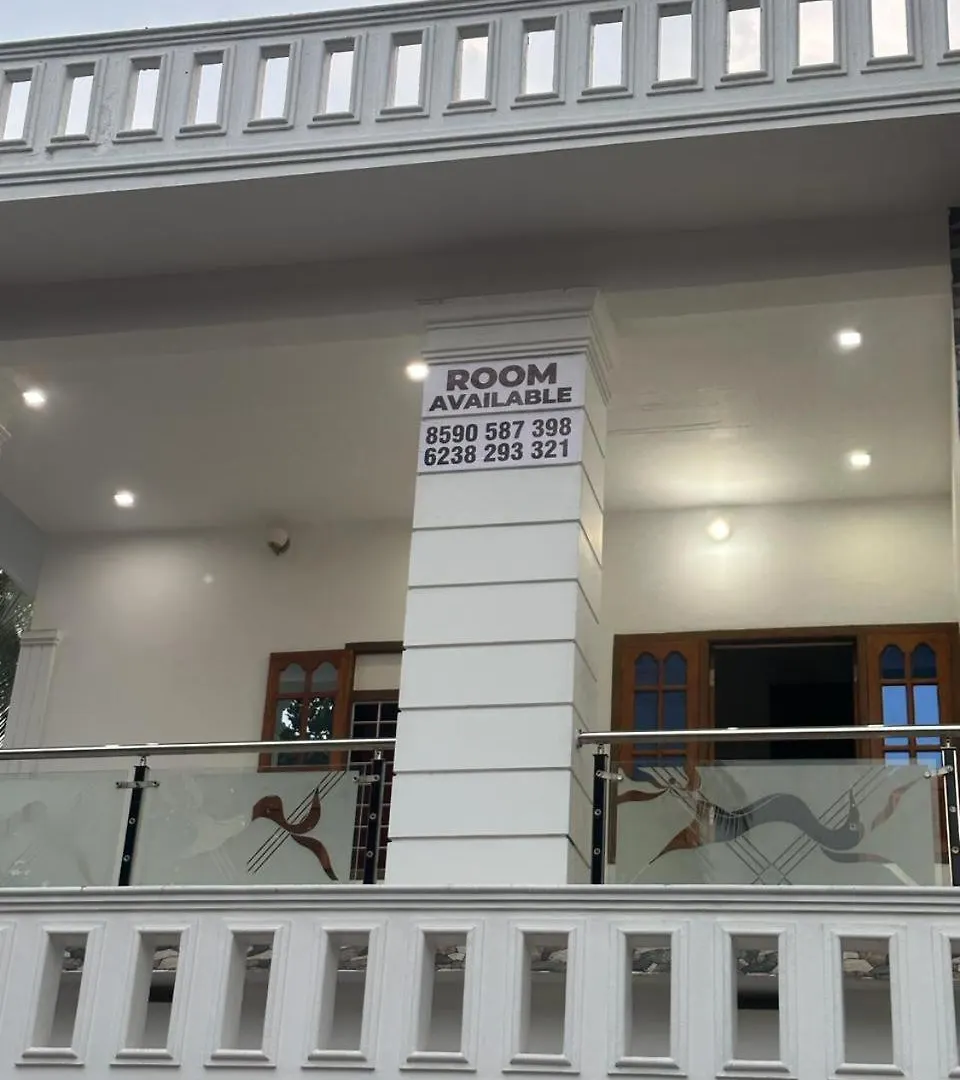 ROOM
AVAILABLE
8590 587 398
6238 293 321